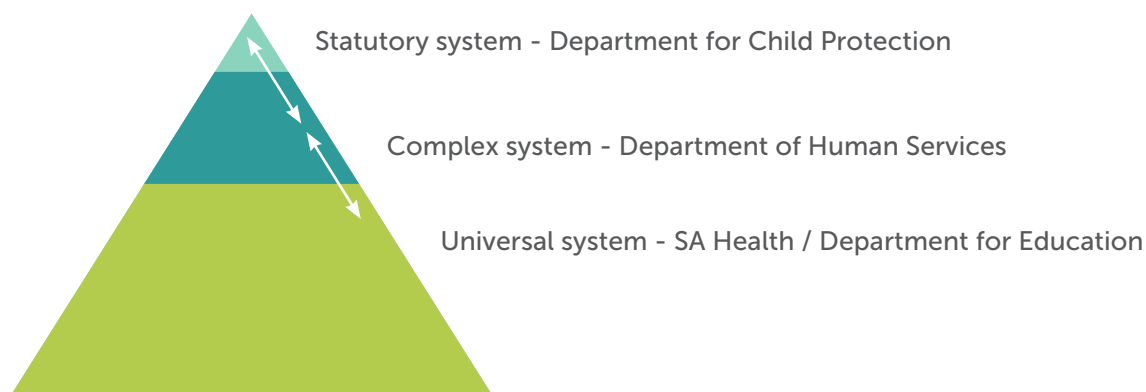 Statutory system - Department for Child Protection
Complex system - Department of Human Services
Universal system - SA Health / Department for Education